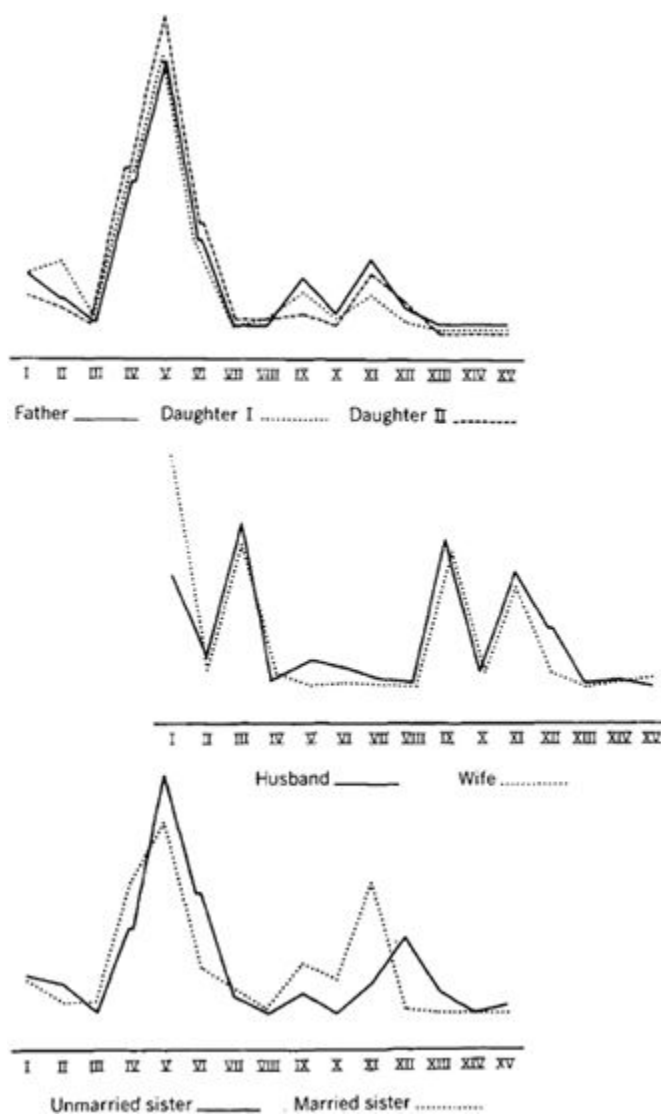 I II III IV V VI VII VIII IX X XI XII XIII XIV XV
Father Daughter I Daughter II
I II III IV V VI VII VIII IX X XI XII XIII XIV XV
Husband Wife
I II III IV V VI VII VIII IX X XI XII XIII XIV XV
Unmarried sister Married sister